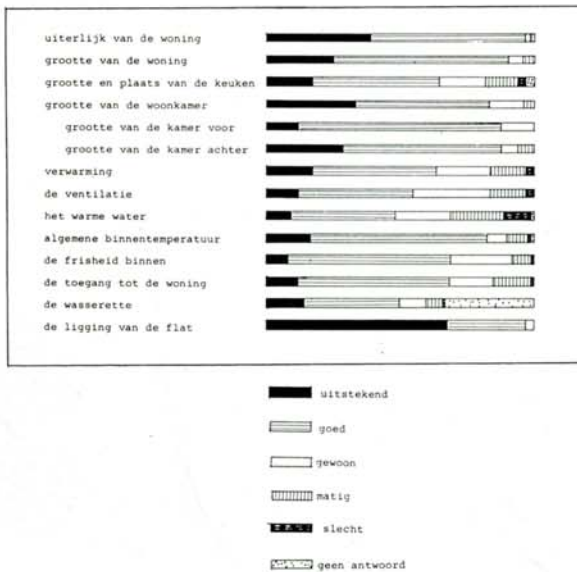 uiterlijk van de woning
grootte van de woning
grootte en plaats van de keuken
grootte van de woonkamer
grootte van de kamer voor
grootte van de kamer achter
verwarming
de ventilatie
het warme water
algemene binnentemperatuur
de frisheid binnen
de toegang tot de woning
de wasserette
de ligging van de flat
uitstekend
goed
gewoon
matig
slecht
geen antwoord